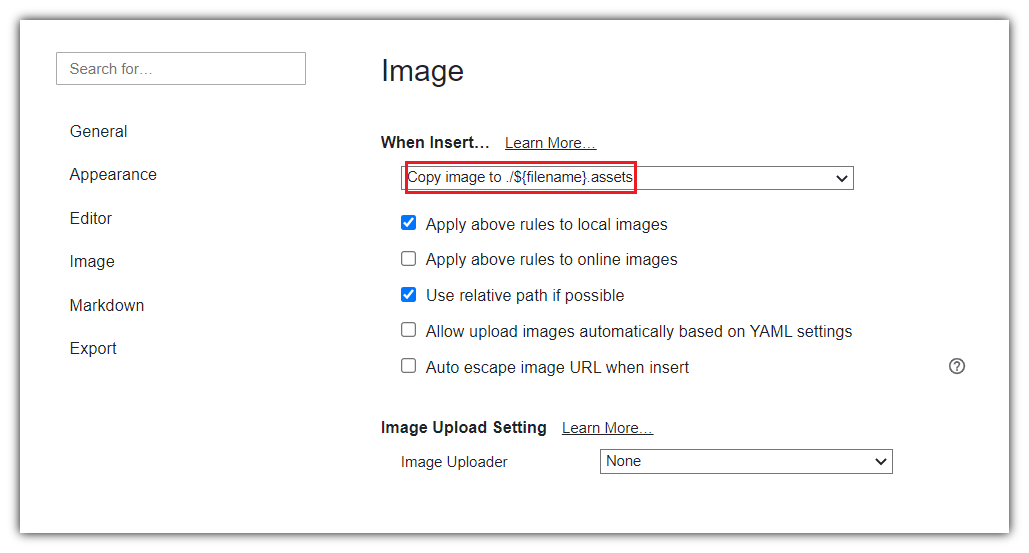 Search for…
General
Appearance
Editor
Image
Markdown
Export
Image
When Insert… Learn More…
Copy image to ./${filename}.assets
Apply above rules to local images
Apply above rules to online images
Use relative path if possible
Allow upload images automatically based on YAML settings
Auto escape image URL when insert
Image Upload Setting Learn More…
Image Uploader None